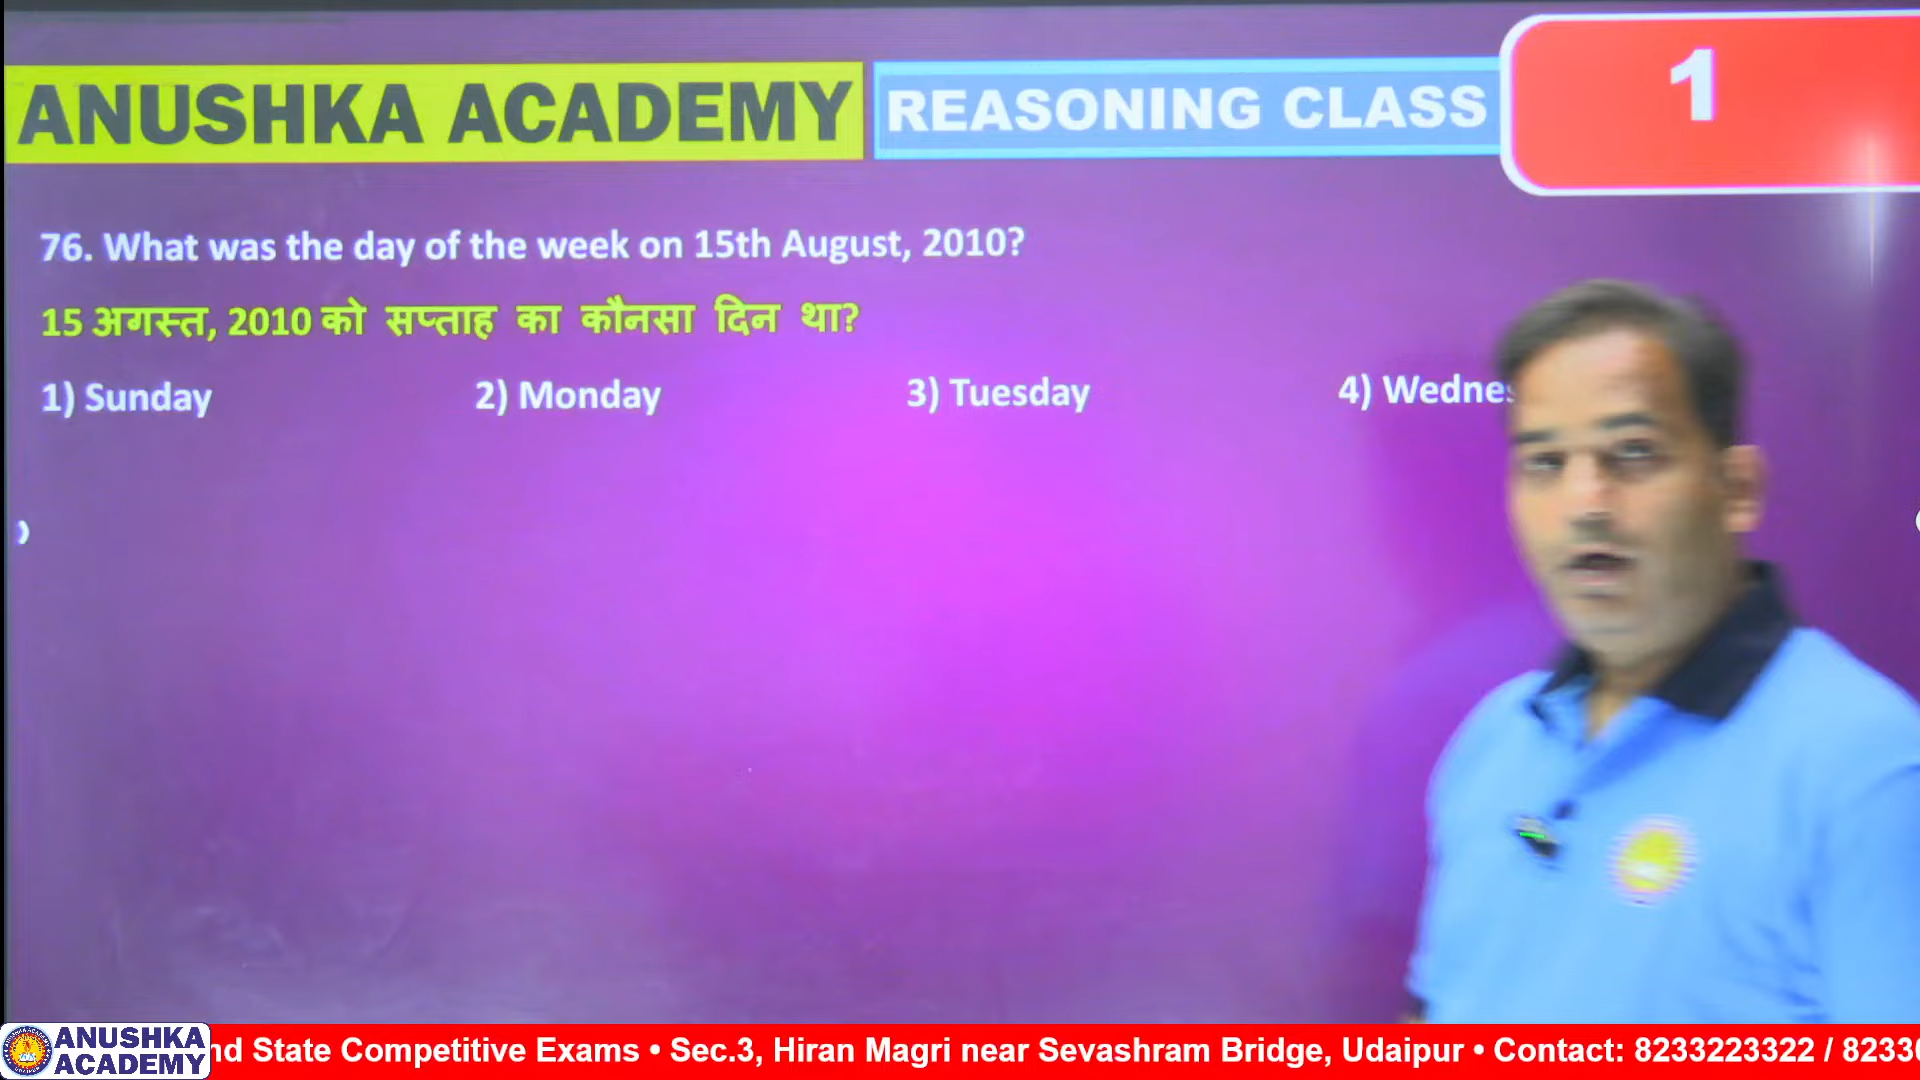 ANUSHKA ACADEMY
REASONING CLASS
1
76. What was the day of the week on 15th August, 2010?
15 अगस्त, 2010 को सप्ताह का कौनसा दिन था?
1) Sunday 2) Monday 3) Tuesday 4) Wednes
ANUSHKA
ACADEMY
nd State Competitive Exams • Sec.3, Hiran Magri near Sevashram Bridge, Udaipur • Contact: 8233223322 / 8233